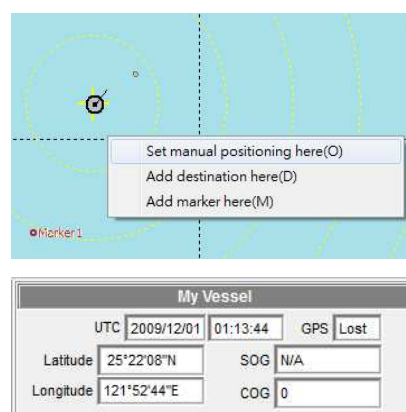 Set manual positioning here(O)
Add destination here(D)
Add marker here(M)
Marker1
My Vessel
UTC 2009/12/01 01:13:44 GPS Lost
Latitude 25°22'08"N SOG N/A
Longitude 121°52'44"E COG 0